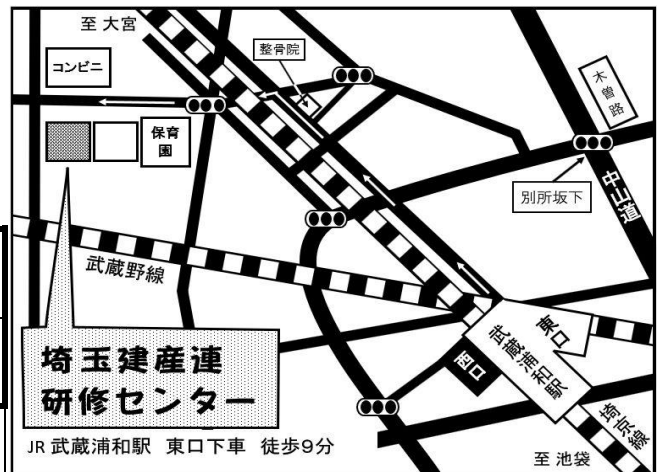 至 大宮
整骨院
コンビニ
木曽路
保育
園
別所坂下
中山道
武蔵野線
東口
武蔵浦和駅
西口
埼玉建産連
研修センター
埼京線
JR 武蔵浦和駅 東口下車 徒歩9分
至 池袋